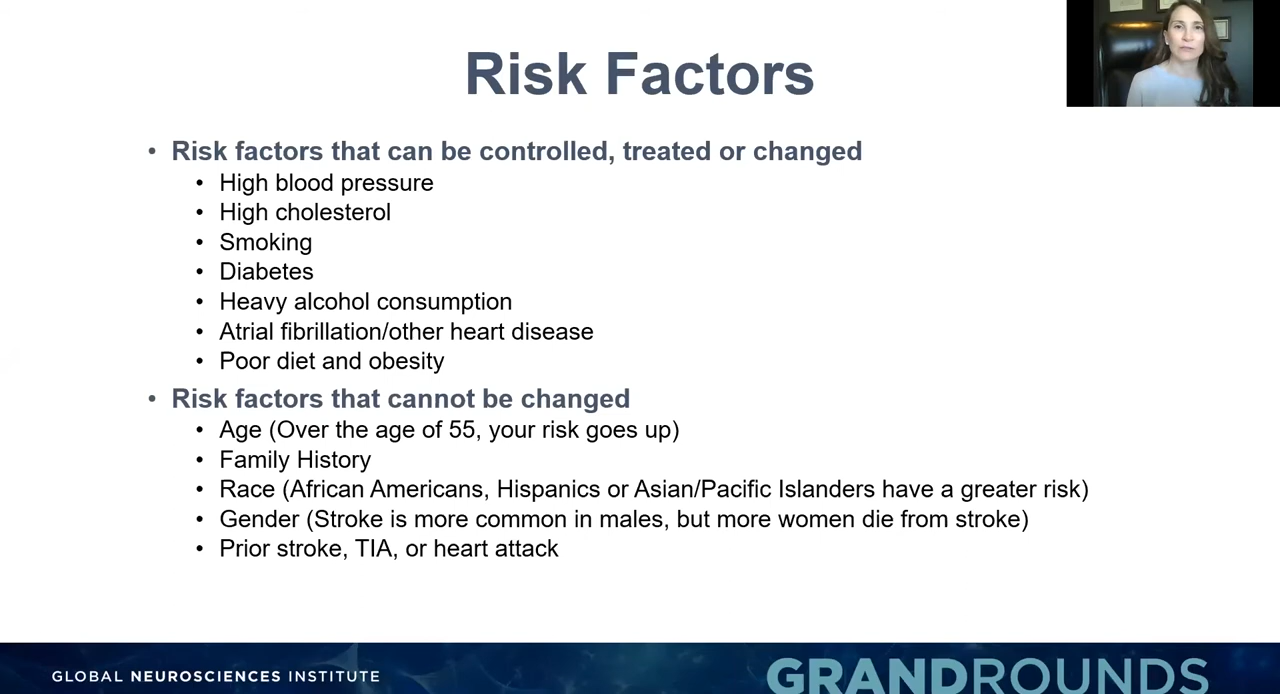 Risk Factors
• Risk factors that can be controlled, treated or changed
• High blood pressure
• High cholesterol
• Smoking
• Diabetes
• Heavy alcohol consumption
• Atrial fibrillation/other heart disease
• Poor diet and obesity
• Risk factors that cannot be changed
• Age (Over the age of 55, your risk goes up)
• Family History
• Race (African Americans, Hispanics or Asian/Pacific Islanders have a greater risk)
• Gender (Stroke is more common in males, but more women die from stroke)
• Prior stroke, TIA, or heart attack
GLOBAL NEUROSCIENCES INSTITUTE
GRANDROUNDS